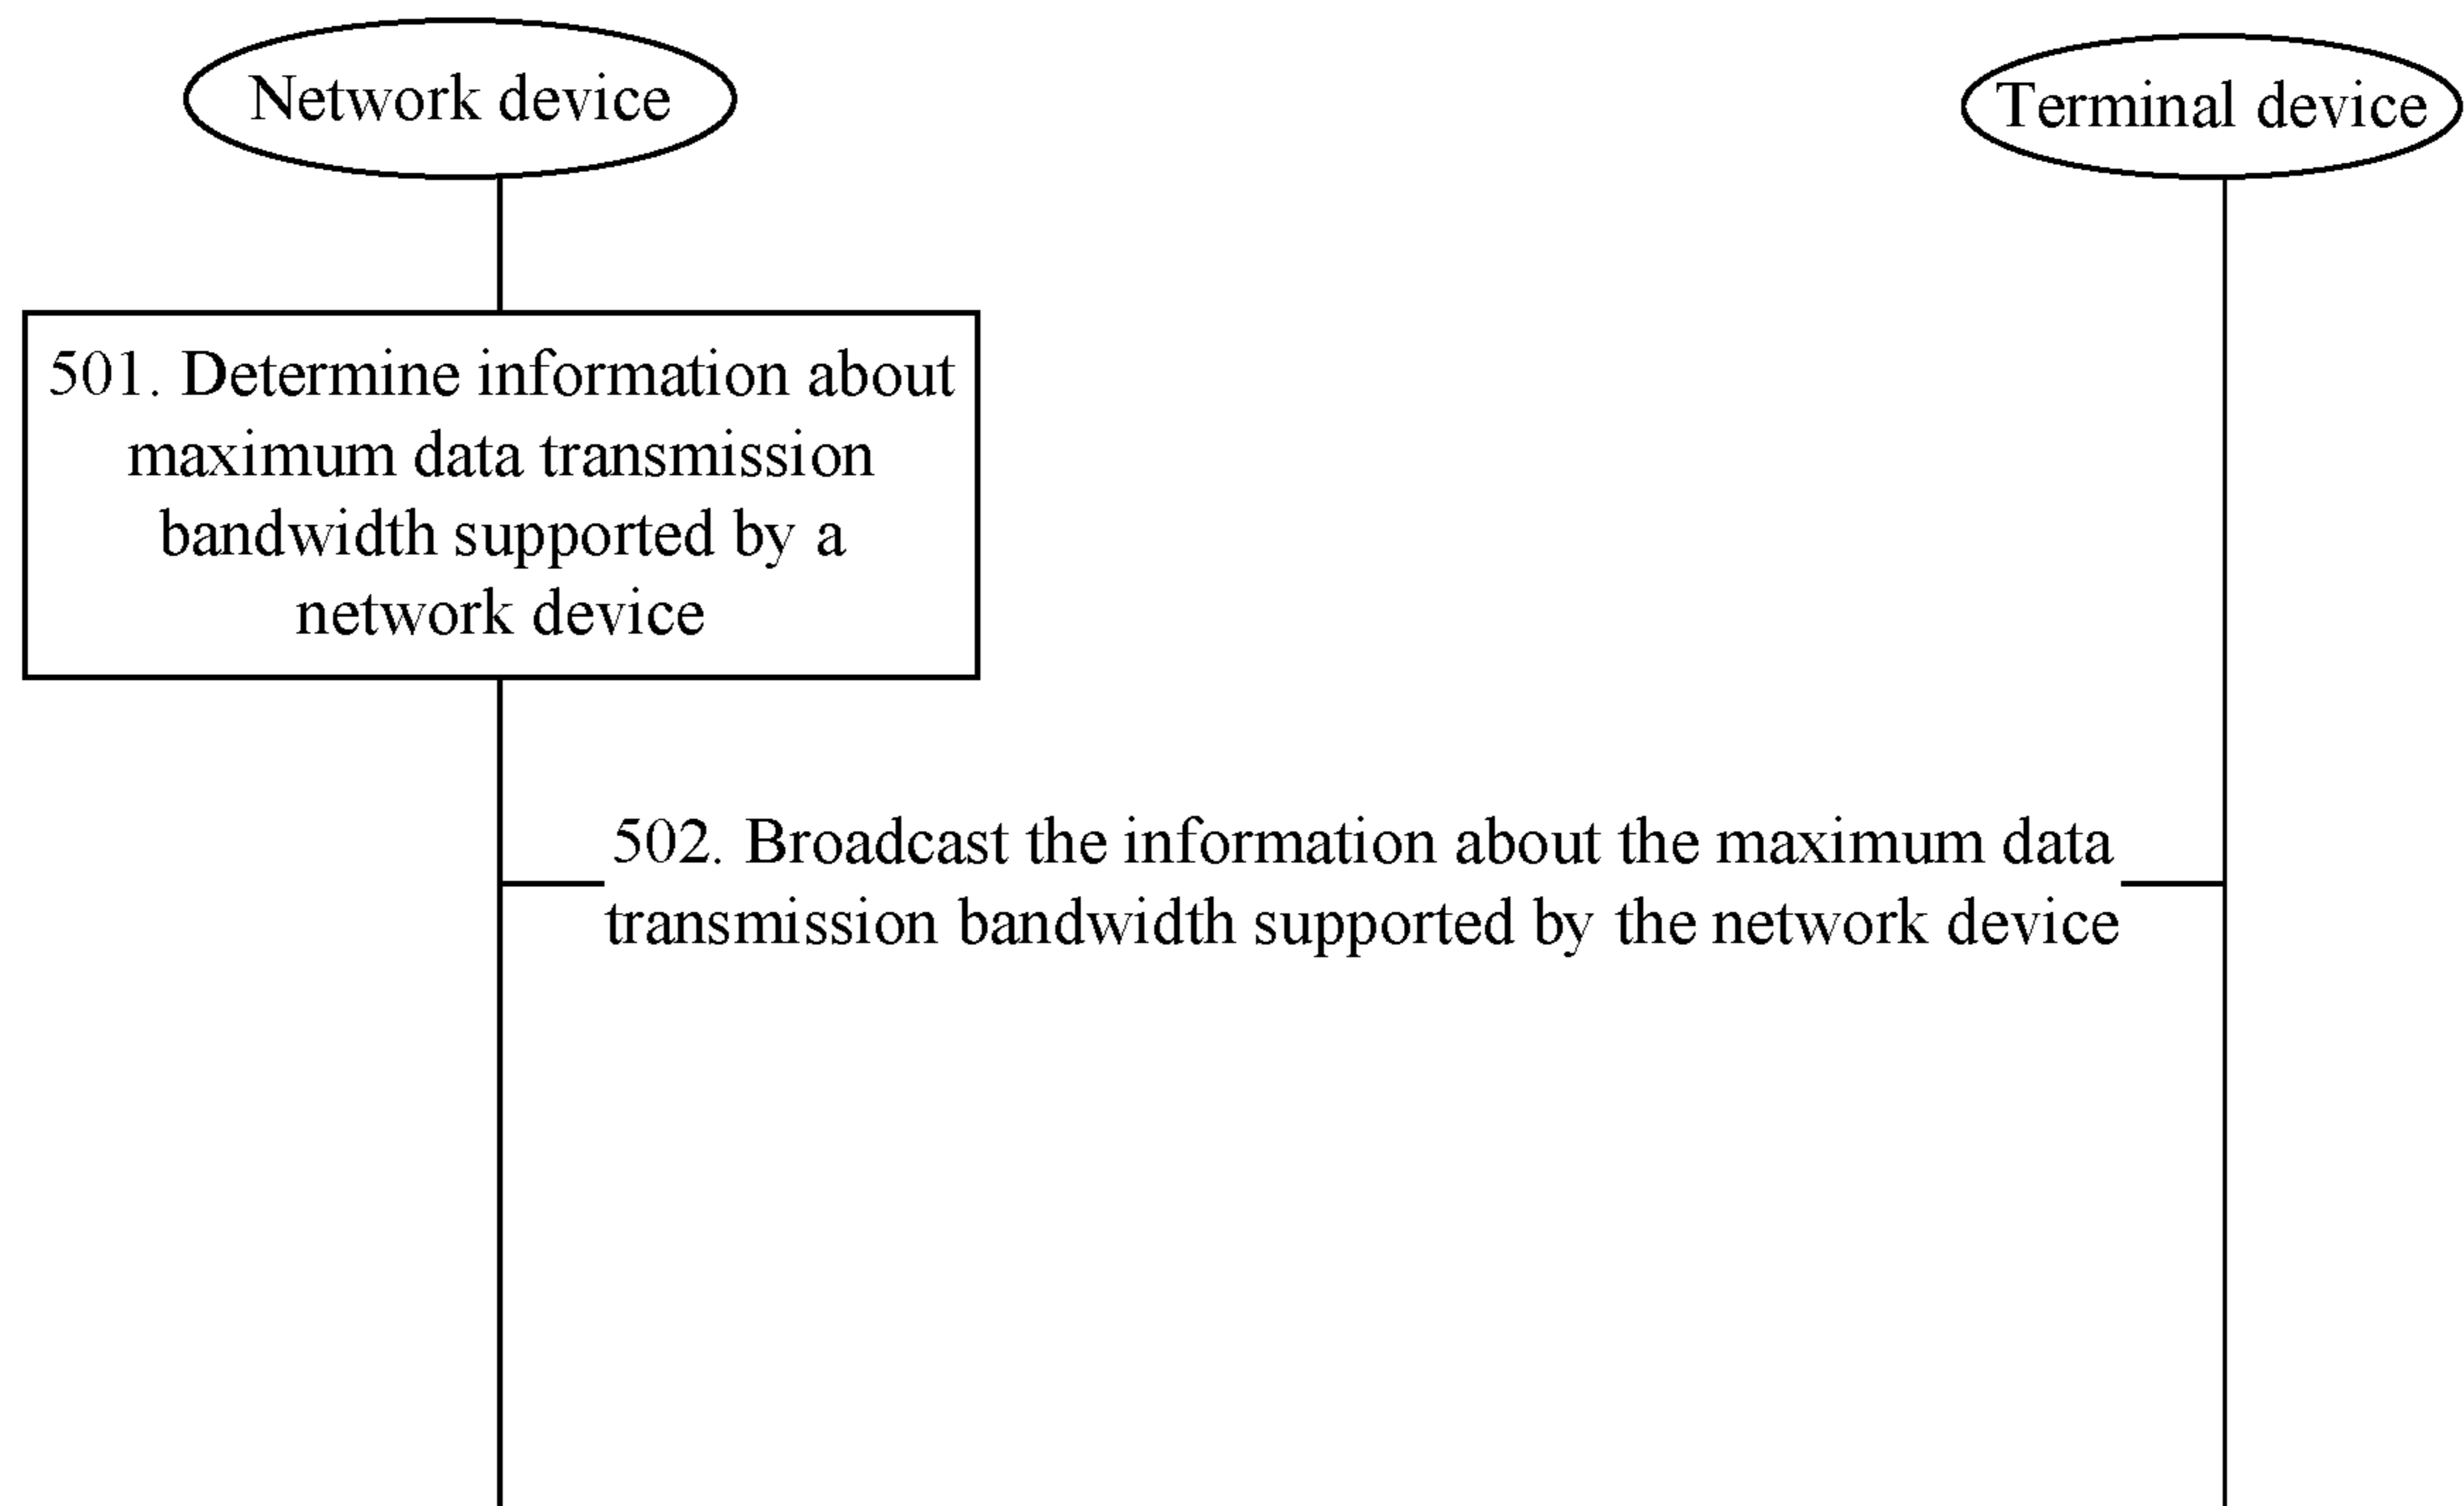 Network device
Terminal device
501. Determine information about
maximum data transmission
bandwidth supported by a
network device
502. Broadcast the information about the maximum data
transmission bandwidth supported by the network device